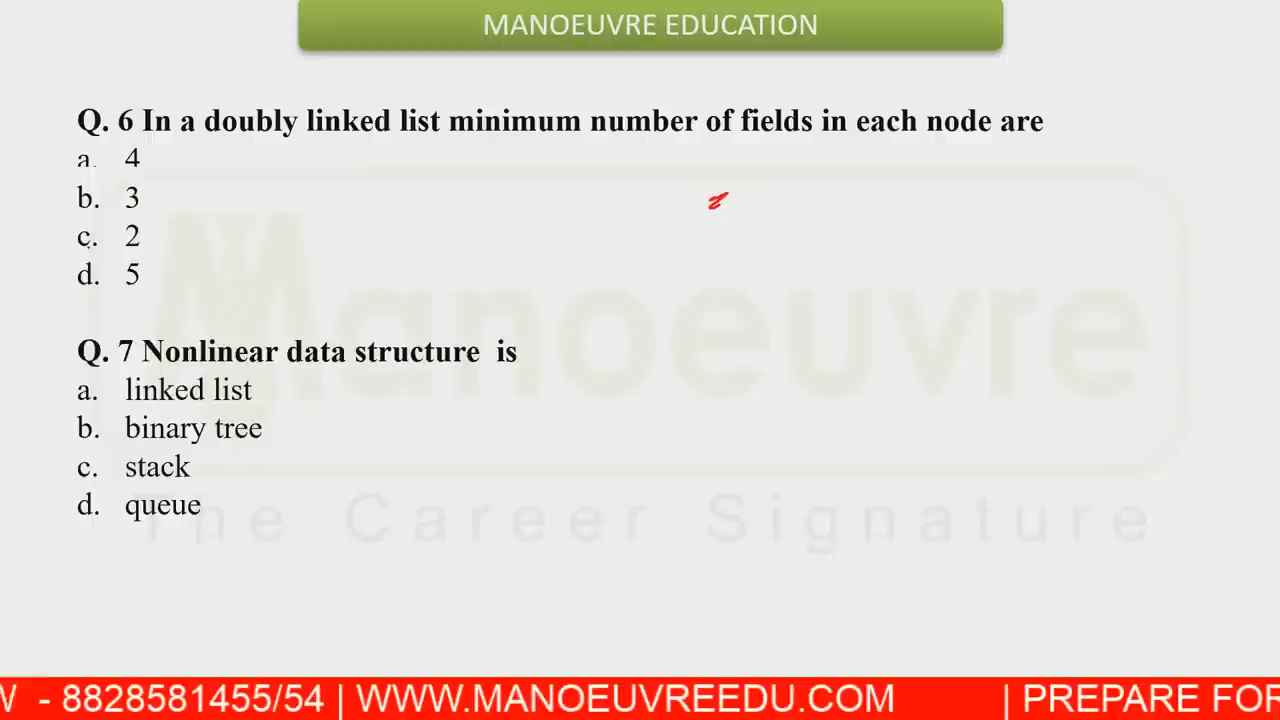 MANOEUVRE EDUCATION
Q. 6 In a doubly linked list minimum number of fields in each node are
a. 4
b. 3
c. 2
d. 5
Manoeuvre
Q. 7 Nonlinear data structure is
a. linked list
b. binary tree
c. stack
d. queue
The Career Signature
W - 8828581455/54 | WWW.MANOEUVREEDU.COM | PREPARE FOR